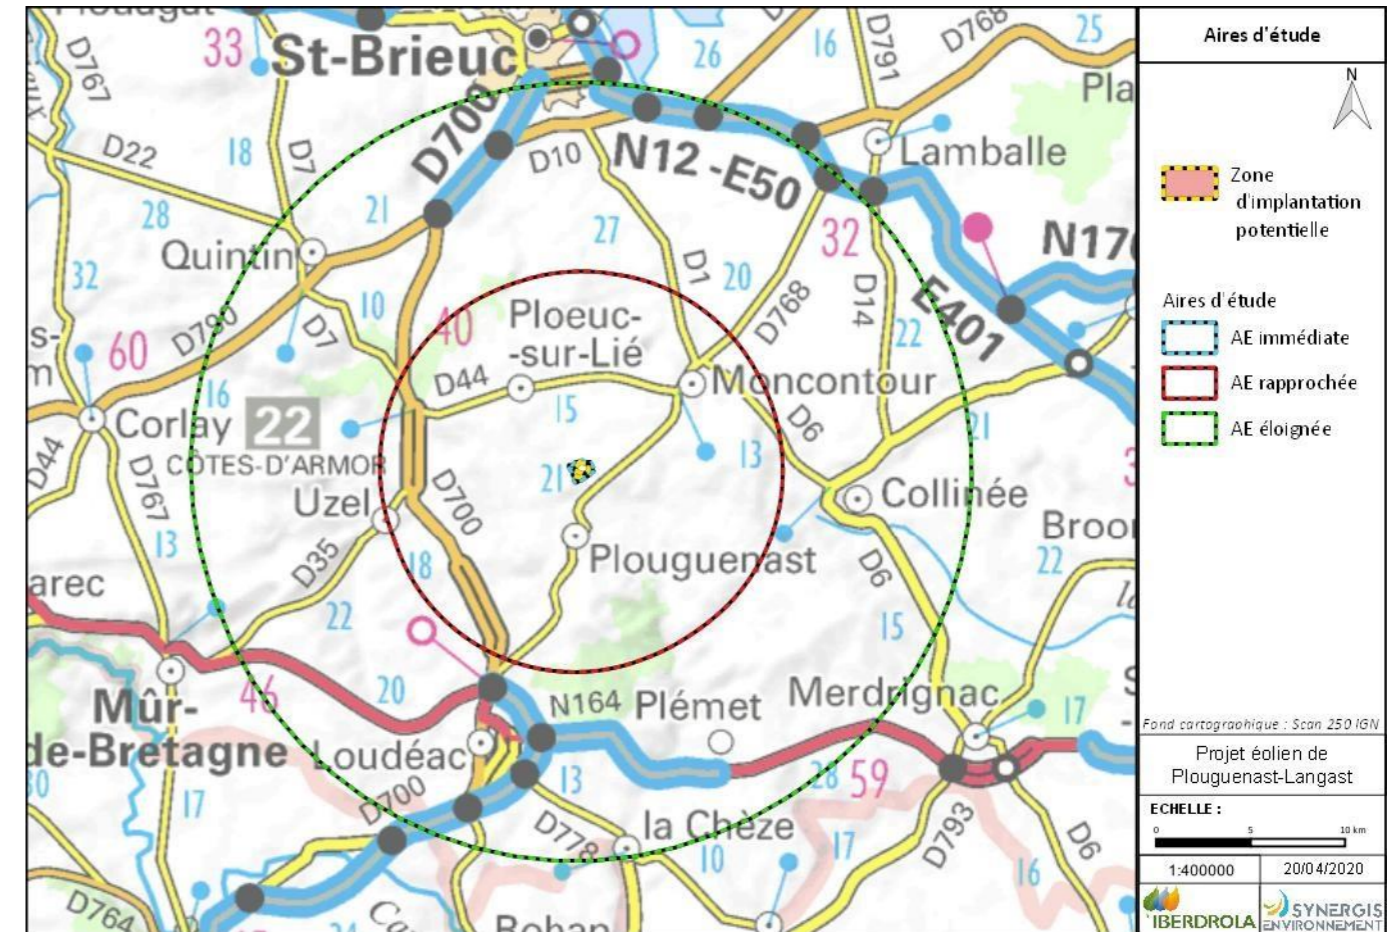 33
St-Brieuc
26
16
D791
D768
25
D767
D22
18
D7
D700
D10
N12 -E50
Lamballe
28
21
27
32
Quintin
32
N17
10
D1
20
D768
D14
22
E401
60
D790
D7
40
Ploeuc-
-sur-Lié
D44
Moncontour
16
15
Corlay
22
CÔTES-D'ARMOR
D6
13
21
D44
D767
21
Uzel
D700
Collinée
13
D35
18
Plouguenast
D6
22
22
15
46
20
N164
Plémet
Merdrignac
17
Mûr-
de-Bretagne
Loudéac
13
28
59
17
D700
D778
la Chèze
10
17
D793
D6
16
D764
Rohan
Aires d'étude
N
Zone
d'implantation
potentielle
Aires d'étude
AE immédiate
AE rapprochée
AE éloignée
Fond cartographique : Scan 250 IGN
Projet éolien de
Plouguenast-Langast
ECHELLE :
0 5 10 km
1:400000
20/04/2020
IBERDROLA
SYNERGIS
ENVIRONNEMENT